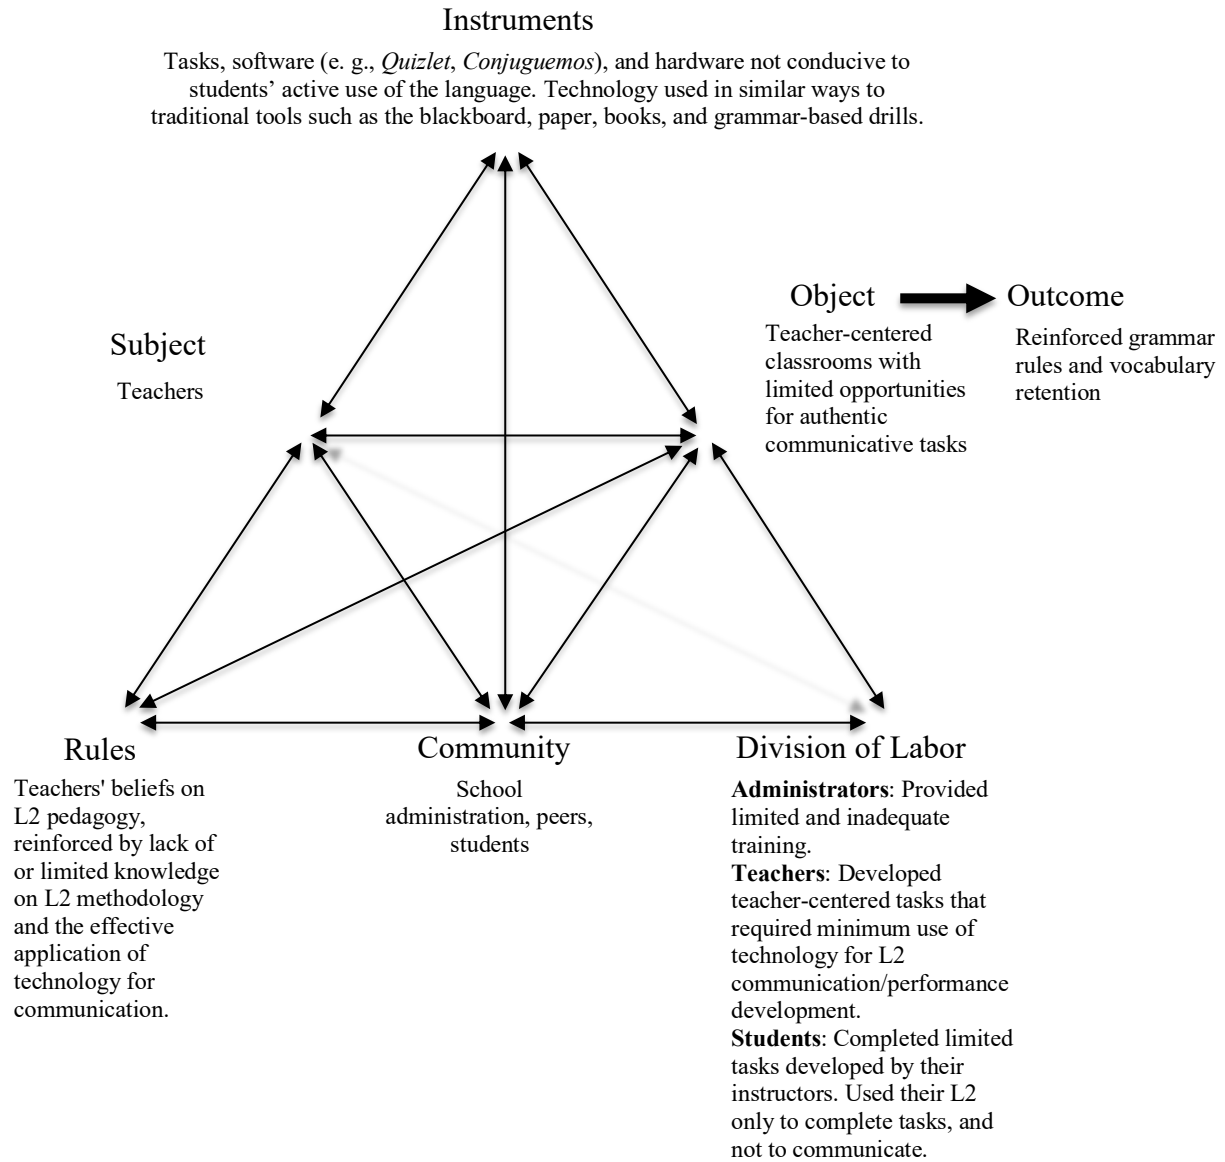 Instruments
Tasks, software (e. g., Quizlet, Conjuguemos), and hardware not conducive to
students’ active use of the language. Technology used in similar ways to
traditional tools such as the blackboard, paper, books, and grammar-based drills.
Subject
Teachers
Object
Teacher-centered
classrooms with
limited opportunities
for authentic
communicative tasks
Outcome
Reinforced grammar
rules and vocabulary
retention
Rules
Teachers' beliefs on
L2 pedagogy,
reinforced by lack of
or limited knowledge
on L2 methodology
and the effective
application of
technology for
communication.
Community
School
administration, peers,
students
Division of Labor
Administrators: Provided
limited and inadequate
training.
Teachers: Developed
teacher-centered tasks that
required minimum use of
technology for L2
communication/performance
development.
Students: Completed limited
tasks developed by their
instructors. Used their L2
only to complete tasks, and
not to communicate.